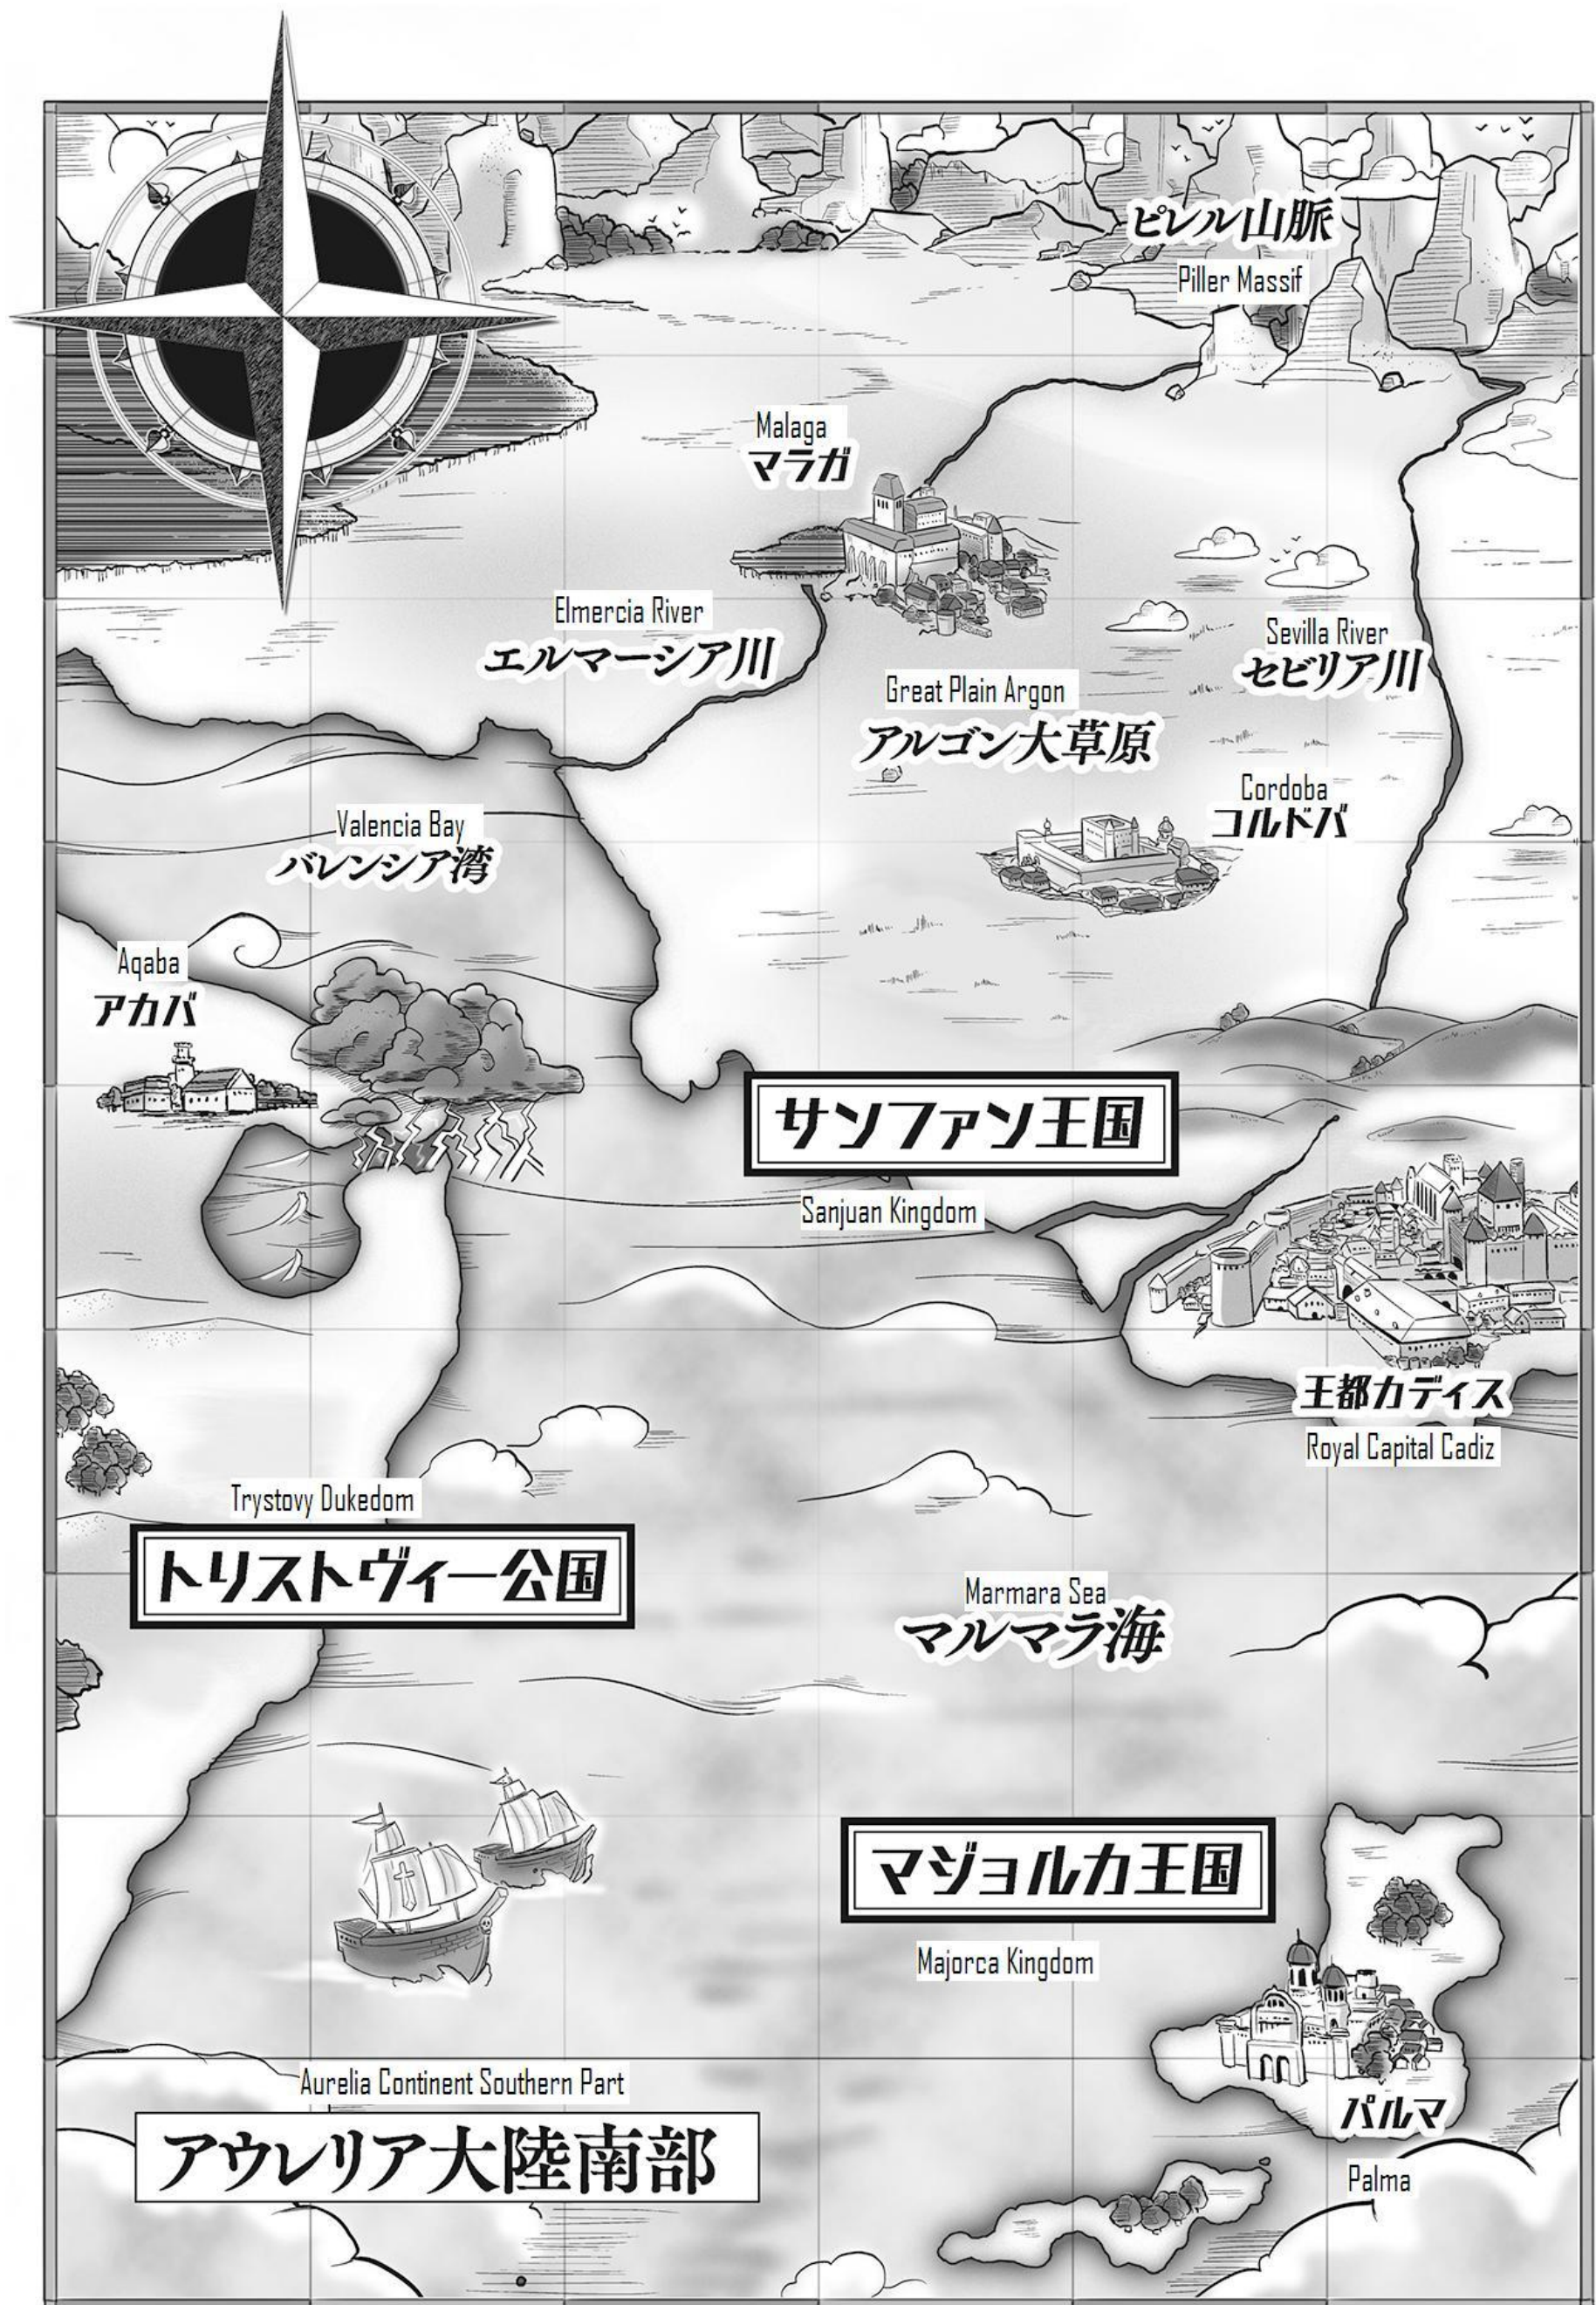 ピレル山脈
Piller Massif
Malaga
マラガ
Elmercia River
エルマーシア川
Sevilla River
セビリア川
Great Plain Argon
アルゴン大草原
Cordoba
コルドバ
Valencia Bay
バレンシア湾
Aqaba
アカバ
サンファン王国
Sanjuan Kingdom
王都カディス
Royal Capital Cadiz
Trystovy Dukedom
トリストヴィー公国
Marmara Sea
マルマラ海
マジョルカ王国
Majorca Kingdom
パルマ
Palma
Aurelia Continent Southern Part
アウレリア大陸南部